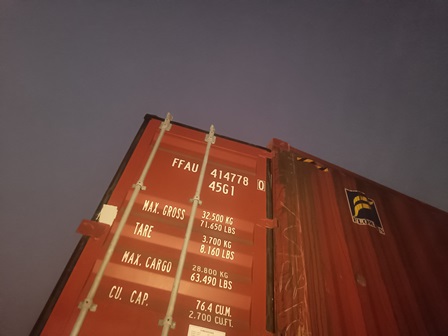 FFAU 414778 0
45G1
MAX. GROSS 32.500 KG
71.650 LBS
TARE 3.700 KG
8.160 LBS
MAX. CARGO 28.800 KG
63.490 LBS
CU. CAP. 76.4 CU.M.
2.700 CU.FT.